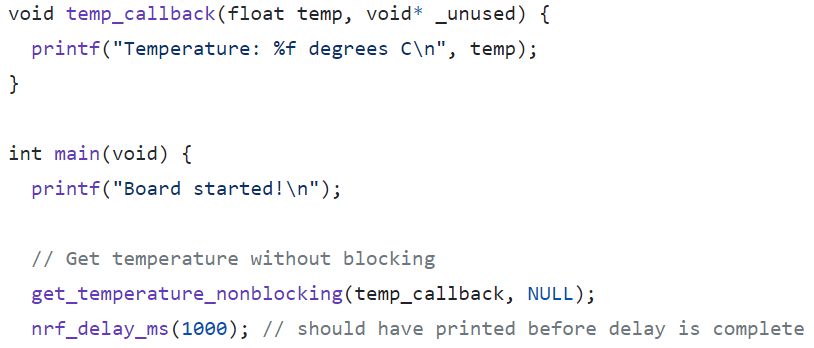 void temp_callback(float temp, void* _unused) {
  printf("Temperature: %f degrees C\n", temp);
}

int main(void) {
  printf("Board started!\n");

  // Get temperature without blocking
  get_temperature_nonblocking(temp_callback, NULL);
  nrf_delay_ms(1000); // should have printed before delay is complete